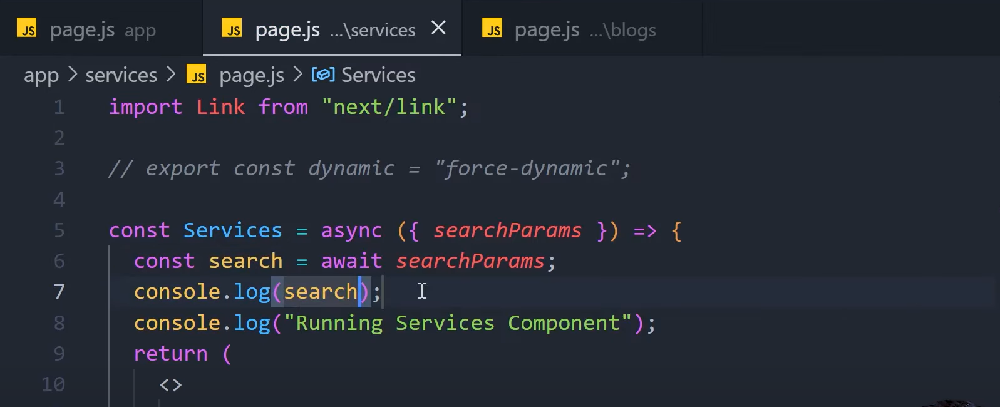 JS page.js app JS page.js ...\services JS page.js ...\blogs
app > services > JS page.js > Services
1 import Link from "next/link";
2
3 // export const dynamic = "force-dynamic";
4
5 const Services = async ({ searchParams }) => {
6 const search = await searchParams;
7 console.log(search);
8 console.log("Running Services Component");
9 return (
10 <>